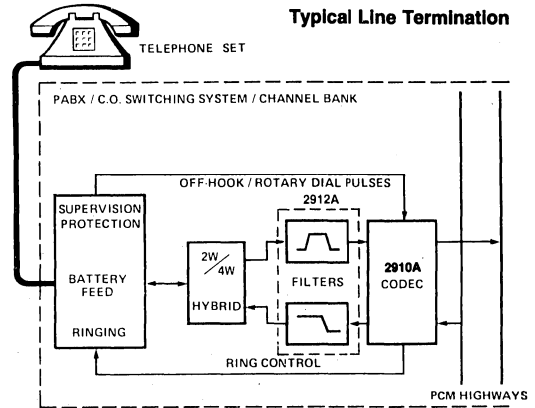 Typical Line Termination
TELEPHONE SET
PABX / C.O. SWITCHING SYSTEM / CHANNEL BANK
OFF-HOOK / ROTARY DIAL PULSES
2912A
SUPERVISION
PROTECTION
BATTERY
FEED
RINGING
2W/4W
HYBRID
FILTERS
2910A
CODEC
RING CONTROL
PCM HIGHWAYS